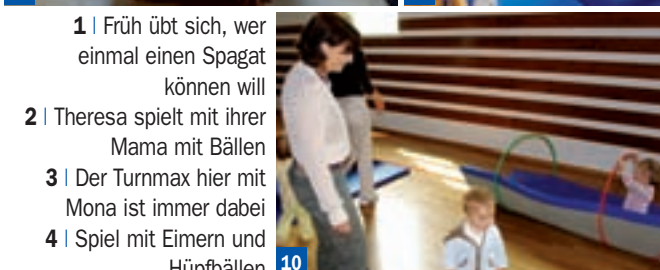 1 | Früh übt sich, wer
einmal einen Spagat
können will
2 | Theresa spielt mit ihrer
Mama mit Bällen
3 | Der Turnmax hier mit
Mona ist immer dabei
4 | Spiel mit Eimern und
Hüpfbällen
10